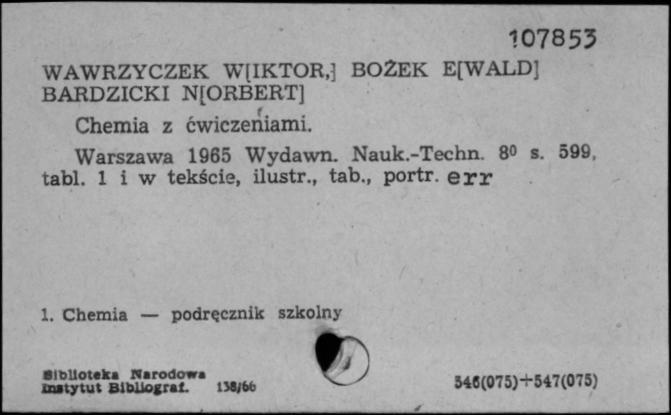 107853
WAWRZYCZEK W[IKTOR,] BOŻEK E[WALD]
BARDZICKI N[ORBERT]
Chemia z ćwiczeniami.
Warszawa 1965 Wydawn. Nauk.-Techn. 8⁰ s. 599,
tabl. 1 i w tekście, ilustr., tab., portr. err
1. Chemia — podręcznik szkolny
Biblioteka Narodowa
Instytut Bibliograf. 138/66
546(075)+547(075)